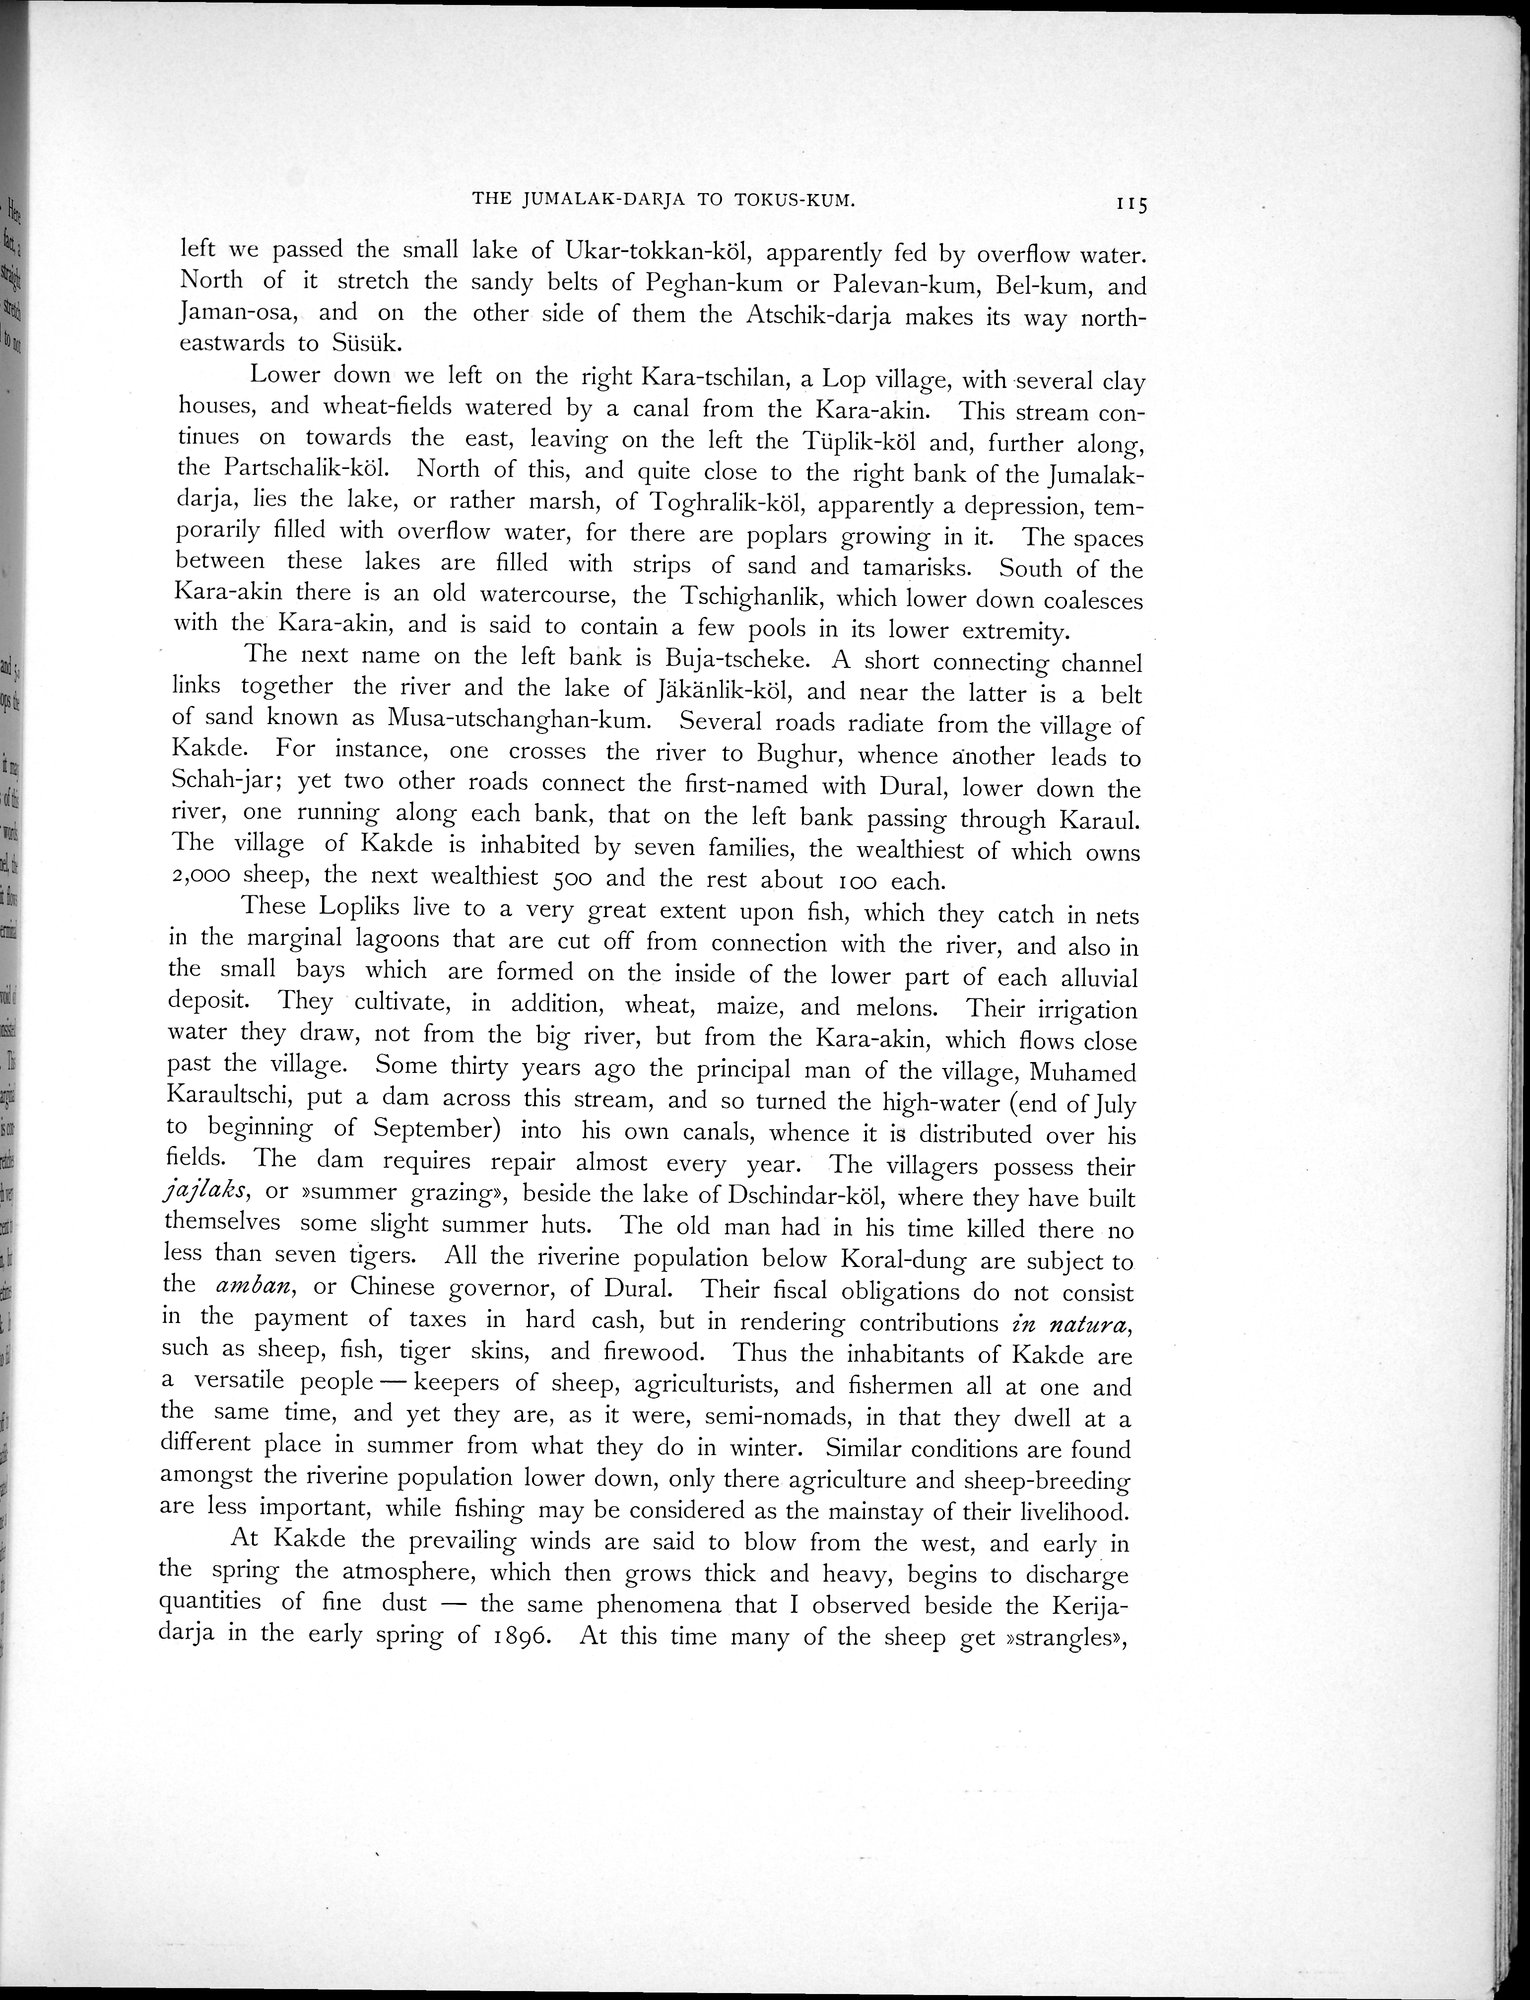 THE JUMALAK-DARJA TO TOKUS-KUM. 115
left we passed the small lake of Ukar-tokkan-köl, apparently fed by overflow water.
North of it stretch the sandy belts of Peghan-kum or Palevan-kum, Bel-kum, and
Jaman-osa, and on the other side of them the Atschik-darja makes its way north-
eastwards to Süsük.
Lower down we left on the right Kara-tschilan, a Lop village, with several clay
houses, and wheat-fields watered by a canal from the Kara-akin. This stream con-
tinues on towards the east, leaving on the left the Tüplik-köl and, further along,
the Partschalik-köl. North of this, and quite close to the right bank of the Jumalak-
darja, lies the lake, or rather marsh, of Toghralik-köl, apparently a depression, tem-
porarily filled with overflow water, for there are poplars growing in it. The spaces
between these lakes are filled with strips of sand and tamarisks. South of the
Kara-akin there is an old watercourse, the Tschighanlik, which lower down coalesces
with the Kara-akin, and is said to contain a few pools in its lower extremity.
The next name on the left bank is Buja-tscheke. A short connecting channel
links together the river and the lake of Jäkänlik-köl, and near the latter is a belt
of sand known as Musa-utschanghan-kum. Several roads radiate from the village of
Kakde. For instance, one crosses the river to Bughur, whence another leads to
Schah-jar; yet two other roads connect the first-named with Dural, lower down the
river, one running along each bank, that on the left bank passing through Karaul.
The village of Kakde is inhabited by seven families, the wealthiest of which owns
2,000 sheep, the next wealthiest 500 and the rest about 100 each.
These Lopliks live to a very great extent upon fish, which they catch in nets
in the marginal lagoons that are cut off from connection with the river, and also in
the small bays which are formed on the inside of the lower part of each alluvial
deposit. They cultivate, in addition, wheat, maize, and melons. Their irrigation
water they draw, not from the big river, but from the Kara-akin, which flows close
past the village. Some thirty years ago the principal man of the village, Muhamed
Karaultschi, put a dam across this stream, and so turned the high-water (end of July
to beginning of September) into his own canals, whence it is distributed over his
fields. The dam requires repair almost every year. The villagers possess their
jajlaks, or »summer grazing», beside the lake of Dschindar-köl, where they have built
themselves some slight summer huts. The old man had in his time killed there no
less than seven tigers. All the riverine population below Koral-dung are subject to
the amban, or Chinese governor, of Dural. Their fiscal obligations do not consist
in the payment of taxes in hard cash, but in rendering contributions in natura,
such as sheep, fish, tiger skins, and firewood. Thus the inhabitants of Kakde are
a versatile people — keepers of sheep, agriculturists, and fishermen all at one and
the same time, and yet they are, as it were, semi-nomads, in that they dwell at a
different place in summer from what they do in winter. Similar conditions are found
amongst the riverine population lower down, only there agriculture and sheep-breeding
are less important, while fishing may be considered as the mainstay of their livelihood.
At Kakde the prevailing winds are said to blow from the west, and early in
the spring the atmosphere, which then grows thick and heavy, begins to discharge
quantities of fine dust — the same phenomena that I observed beside the Kerija-
darja in the early spring of 1896. At this time many of the sheep get »strangles»,